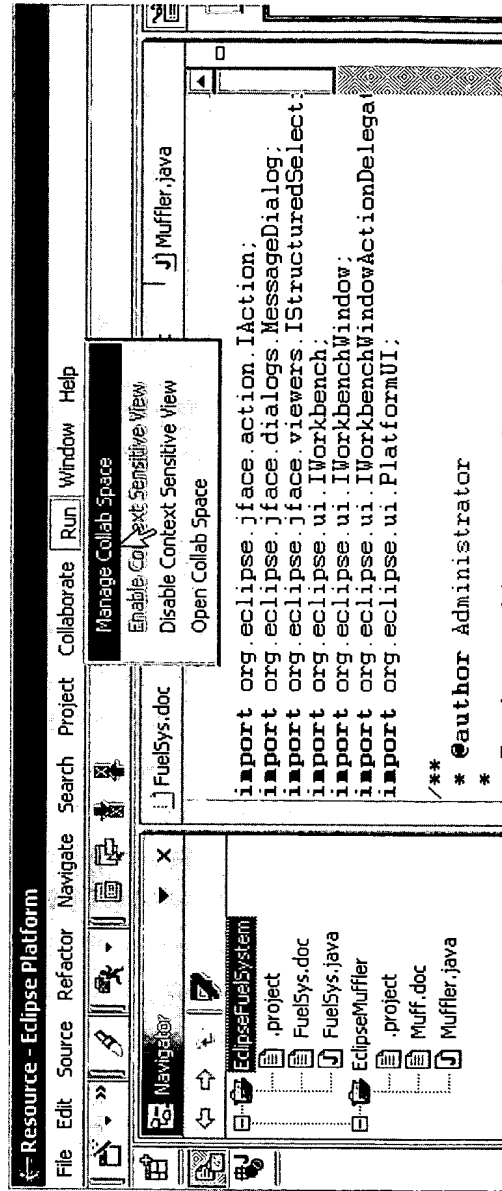 Resource - Eclipse Platform
File Edit Source Refactor Navigate Search Project Collaborate Run Window Help
Manage Collab Space
Enable Context Sensitive View
Disable Context Sensitive View
Open Collab Space
Navigator
EclipseFuelSystem
.project
FuelSys.doc
FuelSys.java
EclipseMuffler
.project
Muff.doc
Muffler.java
FuelSys.doc
Muffler.java
import org.eclipse.jface.action.IAction;
import org.eclipse.jface.dialogs.MessageDialog;
import org.eclipse.jface.viewers.IStructuredSelect
import org.eclipse.ui.IWorkbench;
import org.eclipse.ui.IWorkbenchWindow;
import org.eclipse.ui.IWorkbenchWindowActionDelegat
import org.eclipse.ui.PlatformUI;
/**
* @author Administrator
*